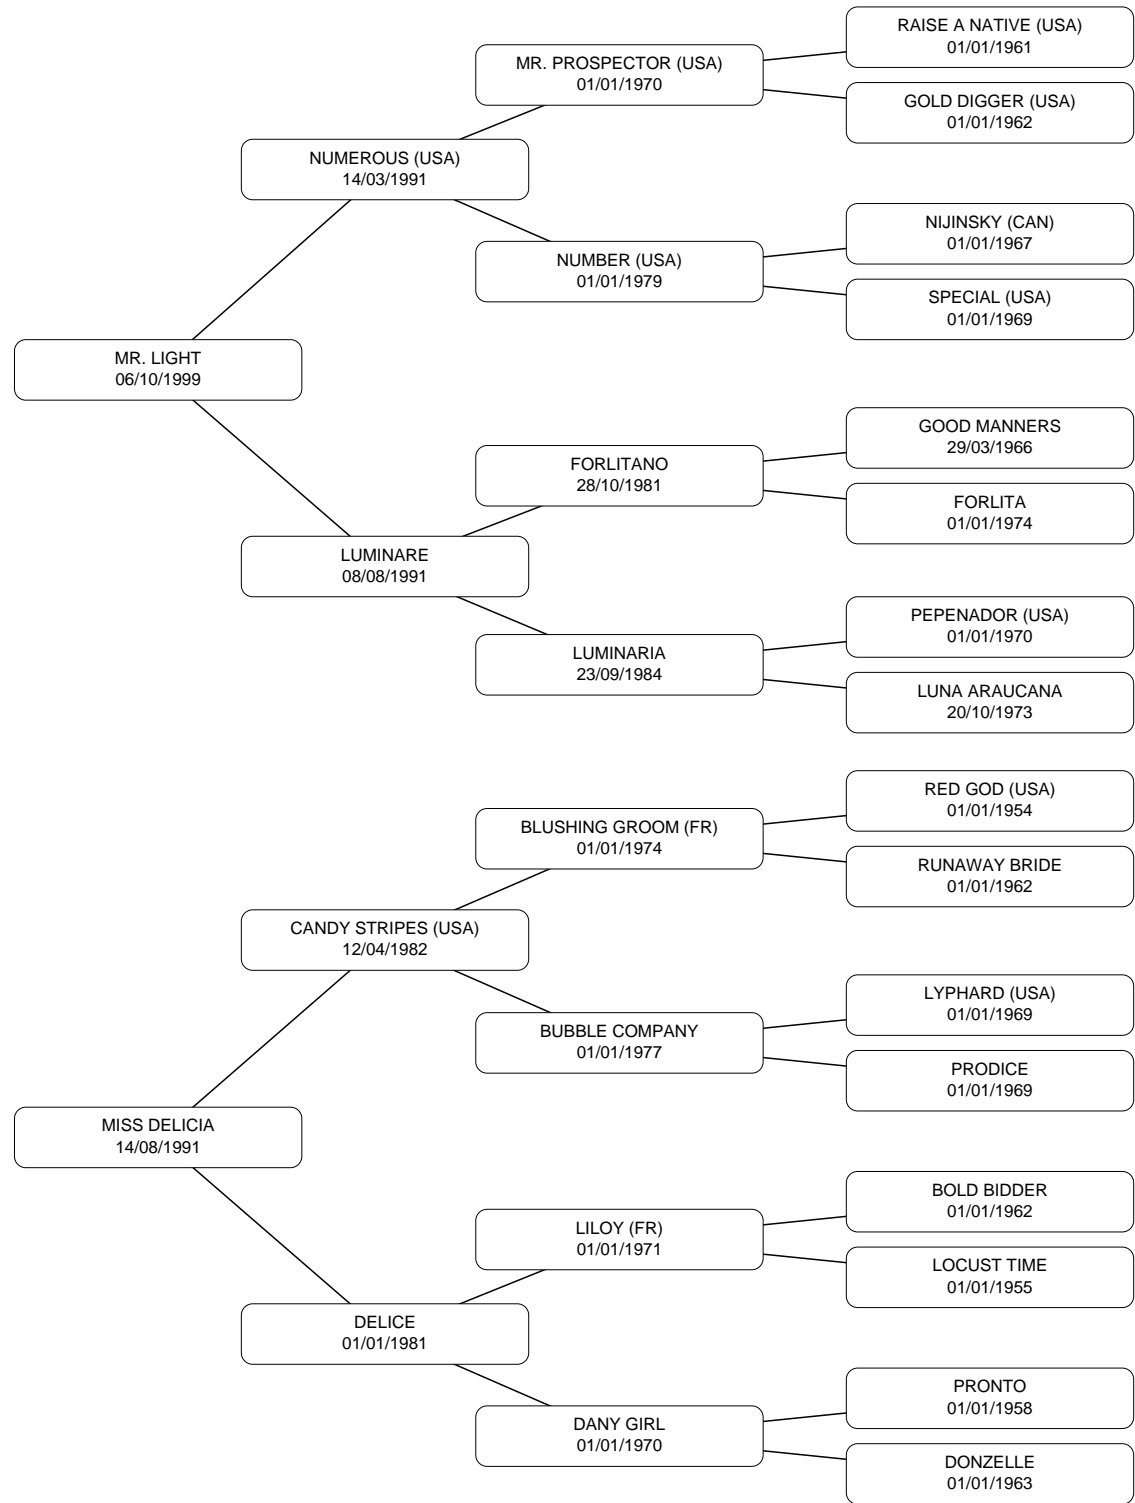 RAISE A NATIVE (USA)
01/01/1961
MR. PROSPECTOR (USA)
01/01/1970
GOLD DIGGER (USA)
01/01/1962
NUMEROUS (USA)
14/03/1991
NIJINSKY (CAN)
01/01/1967
NUMBER (USA)
01/01/1979
SPECIAL (USA)
01/01/1969
MR. LIGHT
06/10/1999
GOOD MANNERS
29/03/1966
FORLITANO
28/10/1981
FORLITA
01/01/1974
LUMINARE
08/08/1991
PEPENADOR (USA)
01/01/1970
LUMINARIA
23/09/1984
LUNA ARAUCANA
20/10/1973
RED GOD (USA)
01/01/1954
BLUSHING GROOM (FR)
01/01/1974
RUNAWAY BRIDE
01/01/1962
CANDY STRIPES (USA)
12/04/1982
LYPHARD (USA)
01/01/1969
BUBBLE COMPANY
01/01/1977
PRODICE
01/01/1969
MISS DELICIA
14/08/1991
BOLD BIDDER
01/01/1962
LILOY (FR)
01/01/1971
LOCUST TIME
01/01/1955
DELICE
01/01/1981
PRONTO
01/01/1958
DANY GIRL
01/01/1970
DONZELLE
01/01/1963